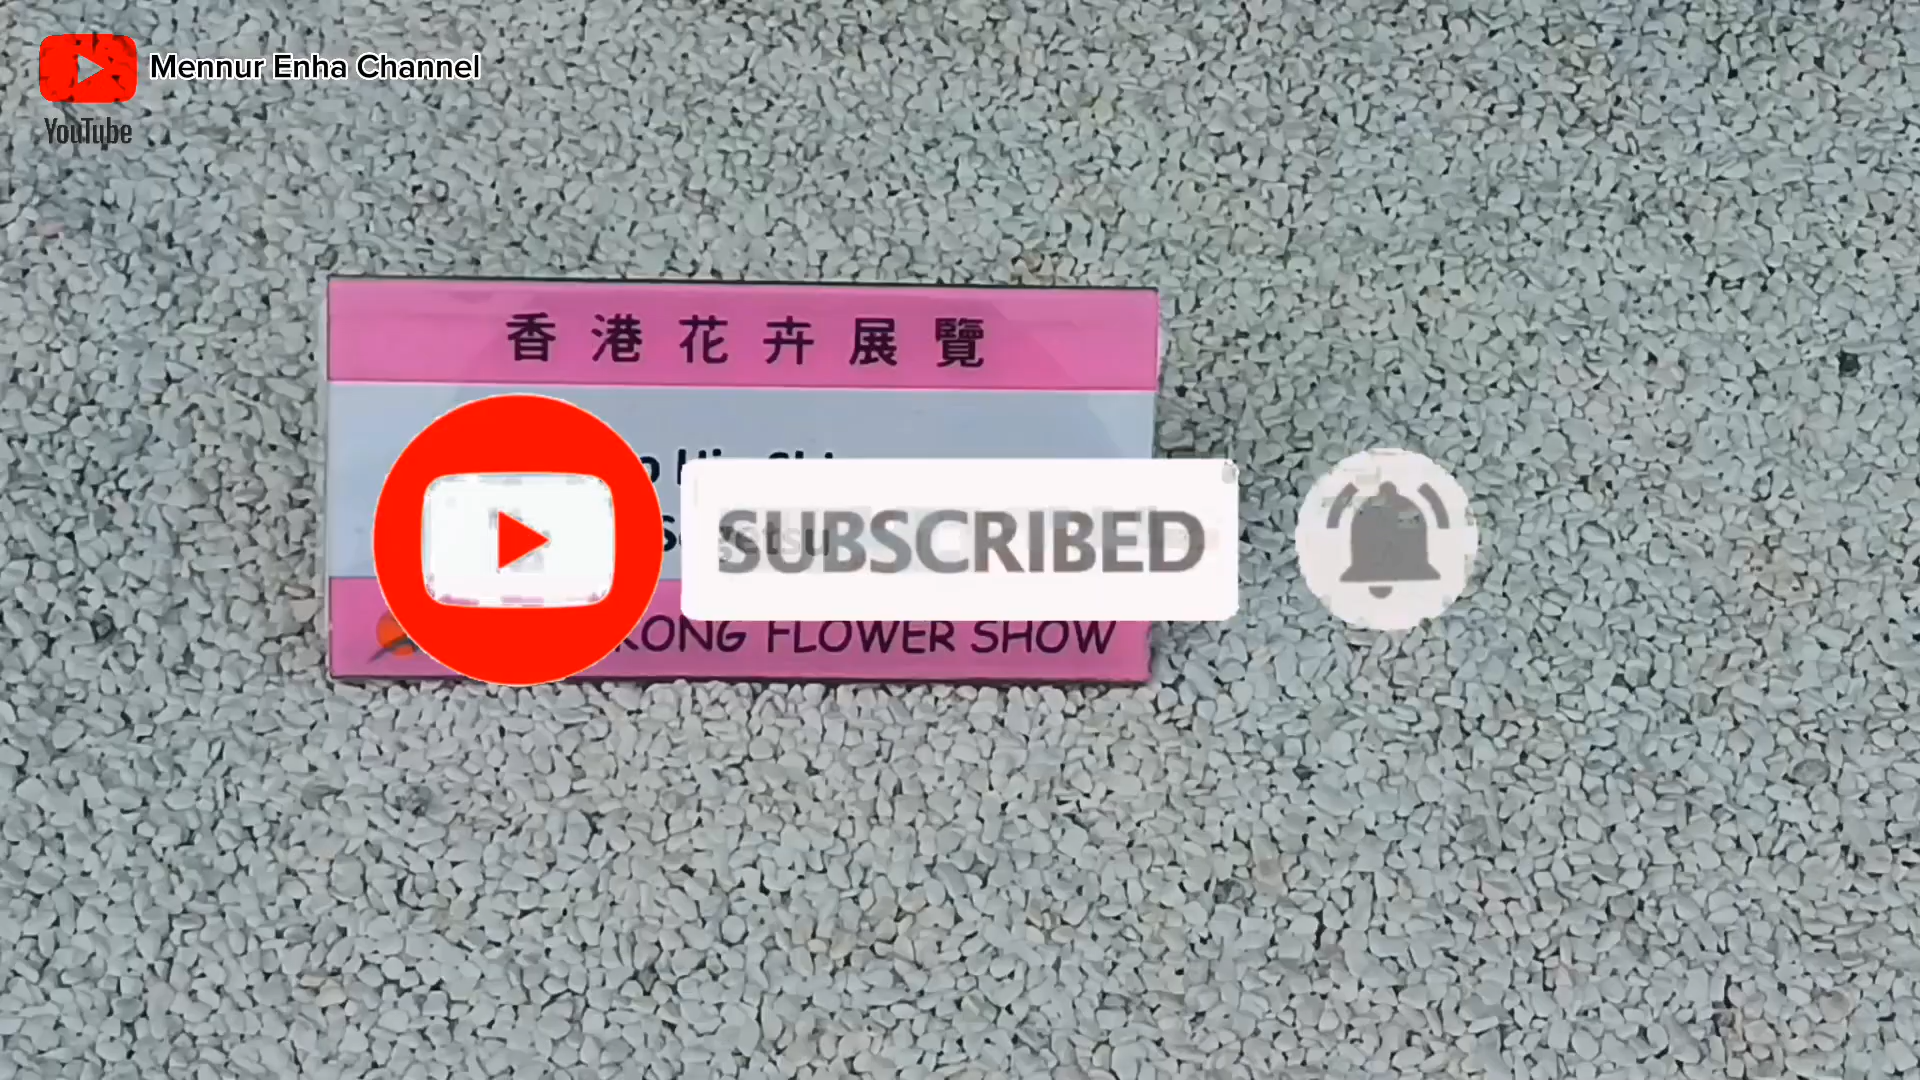 Mennur Enha Channel
YouTube
香港花卉展覽
SUBSCRIBED
KONG FLOWER SHOW